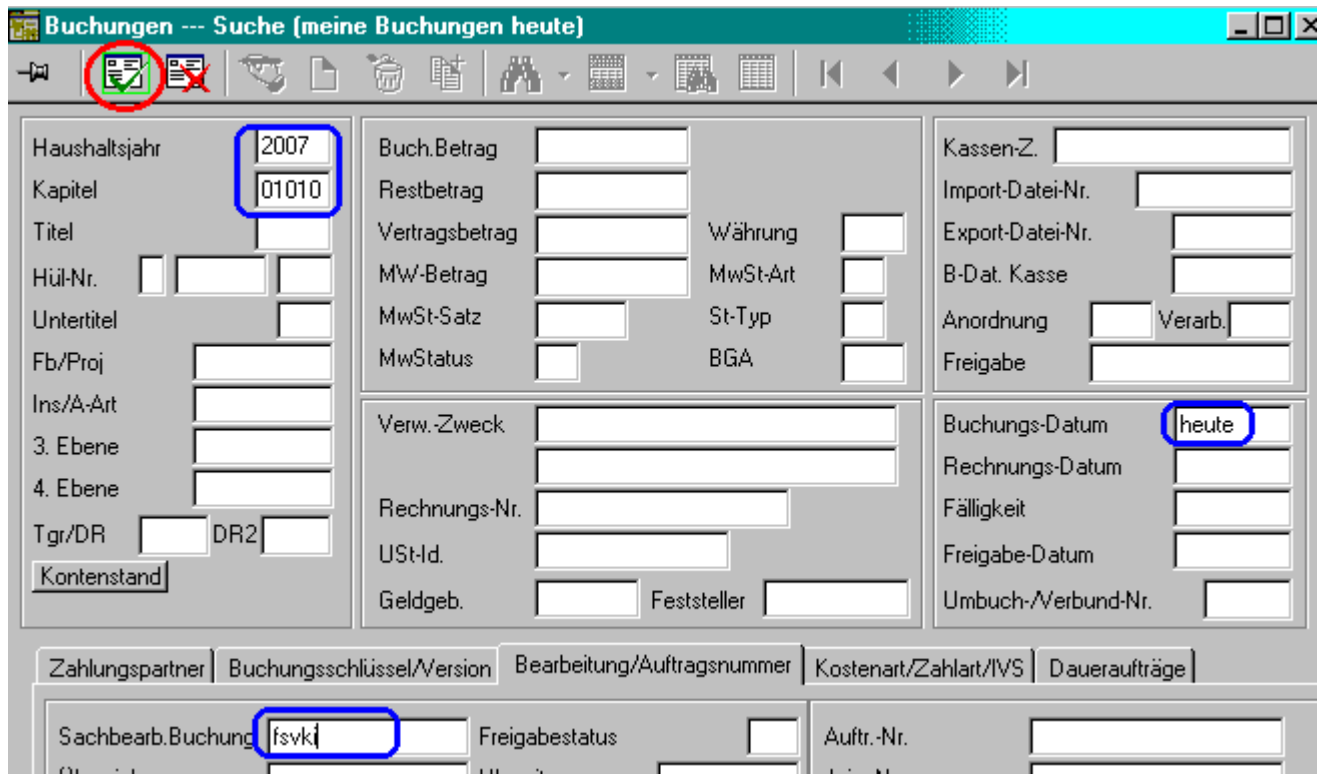 Buchungen --- Suche (meine Buchungen heute)
Haushaltsjahr 2007
Kapitel 01010
Titel
Hül-Nr.
Untertitel
Fb/Proj
Ins/A-Art
3. Ebene
4. Ebene
Tgr/DR DR2
Kontenstand
Buch.Betrag
Restbetrag
Vertragsbetrag Währung
MW-Betrag MwSt-Art
MwSt-Satz St-Typ
MwStatus BGA
Verw.-Zweck
Rechnungs-Nr.
USt-Id.
Geldgeb. Feststeller
Kassen-Z.
Import-Datei-Nr.
Export-Datei-Nr.
B-Dat. Kasse
Anordnung Verarb.
Freigabe
Buchungs-Datum heute
Rechnungs-Datum
Fälligkeit
Freigabe-Datum
Umbuch-/Verbund-Nr.
Zahlungspartner Buchungsschlüssel/Version Bearbeitung/Auftragsnummer Kostenart/Zahlart/IVS Daueraufträge
Sachbearb.Buchung fsvki Freigabestatus Auftr.-Nr.